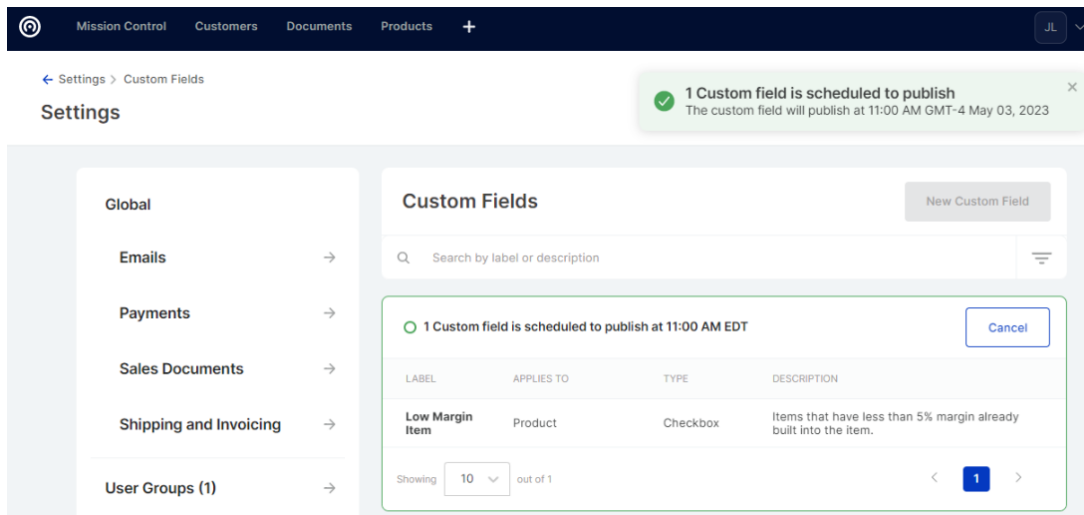 Mission Control Customers Documents Products + JL
← Settings > Custom Fields
Settings
1 Custom field is scheduled to publish
The custom field will publish at 11:00 AM GMT-4 May 03, 2023
Global
Emails
Payments
Sales Documents
Shipping and Invoicing
User Groups (1)
Custom Fields New Custom Field
Search by label or description
1 Custom field is scheduled to publish at 11:00 AM EDT Cancel
LABEL APPLIES TO TYPE DESCRIPTION
Low Margin Item Product Checkbox Items that have less than 5% margin already
built into the item.
Showing 10 out of 1 < 1 >